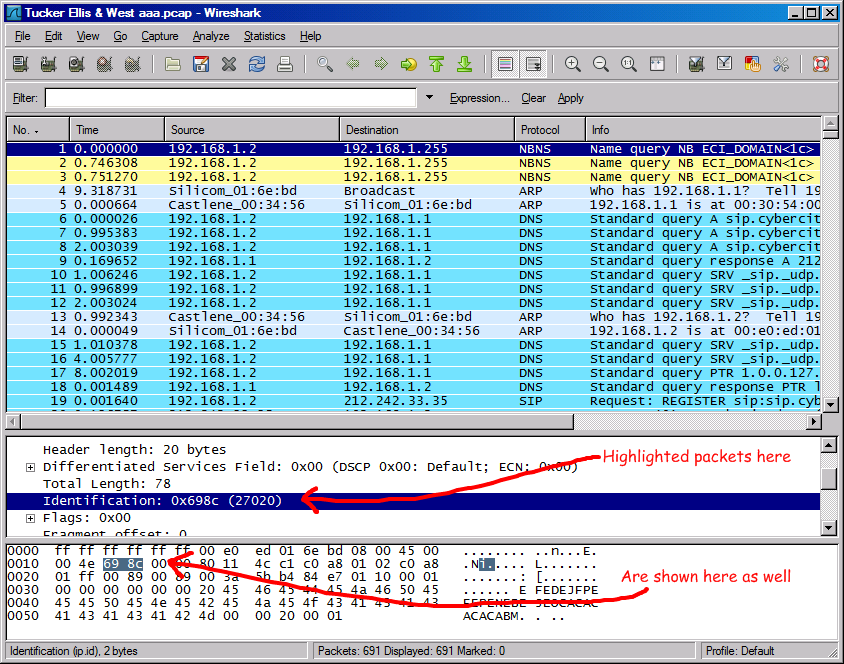 Tucker Ellis & West aaa.pcap - Wireshark
File Edit View Go Capture Analyze Statistics Help
Filter: Expression... Clear Apply
No. . Time Source Destination Protocol Info
1 0.000000 192.168.1.2 192.168.1.255 NBNS Name query NB ECI_DOMAIN<1c>
2 0.746308 192.168.1.2 192.168.1.255 NBNS Name query NB ECI_DOMAIN<1c>
3 0.751270 192.168.1.2 192.168.1.255 NBNS Name query NB ECI_DOMAIN<1c>
4 9.318731 Silicom_01:6e:bd Broadcast ARP Who has 192.168.1.1? Tell 19
5 0.000664 Castlene_00:34:56 Silicom_01:6e:bd ARP 192.168.1.1 is at 00:30:54:00
6 0.000026 192.168.1.2 192.168.1.1 DNS Standard query A sip.cybercit
7 0.995383 192.168.1.2 192.168.1.1 DNS Standard query A sip.cybercit
8 2.003039 192.168.1.2 192.168.1.1 DNS Standard query A sip.cybercit
9 0.169652 192.168.1.1 192.168.1.2 DNS Standard query response A 212
10 1.006246 192.168.1.2 192.168.1.1 DNS Standard query SRV _sip._udp.
11 0.996899 192.168.1.2 192.168.1.1 DNS Standard query SRV _sip._udp.
12 2.003024 192.168.1.2 192.168.1.1 DNS Standard query SRV _sip._udp.
13 0.992343 Castlene_00:34:56 Silicom_01:6e:bd ARP Who has 192.168.1.2? Tell 19
14 0.000049 Silicom_01:6e:bd Castlene_00:34:56 ARP 192.168.1.2 is at 00:e0:ed:01
15 1.010378 192.168.1.2 192.168.1.1 DNS Standard query SRV _sip._udp.
16 4.005777 192.168.1.2 192.168.1.1 DNS Standard query SRV _sip._udp.
17 8.002019 192.168.1.2 192.168.1.1 DNS Standard query PTR 1.0.0.127.
18 0.001489 192.168.1.1 192.168.1.2 DNS Standard query response PTR l
19 0.001640 192.168.1.2 212.242.33.35 SIP Request: REGISTER sip:sip.cyb
Header length: 20 bytes
Differentiated Services Field: 0x00 (DSCP 0x00: Default; ECN: 0x00)
Highlighted packets here
Total Length: 78
Identification: 0x698c (27020)
Flags: 0x00
Fragment offset: 0
0000 ff ff ff ff ff ff 00 e0 ed 01 6e bd 08 00 45 00 ........ ..n...E.
0010 00 4e 69 8c 00 00 80 11 4c c1 c0 a8 01 02 c0 a8 .Ni..... L.......
0020 01 ff 00 89 00 89 00 3a 5b b4 84 e7 01 10 00 01 .......: [.......
Are shown here as well
0030 00 00 00 00 00 00 20 45 46 45 44 45 4a 46 50 45 ...... E FEDEJFPE
0040 45 45 50 45 4e 45 42 45 4a 45 4f 43 41 43 41 43 EEPENEBE JEOCACAC
0050 41 43 41 43 41 42 4d 00 00 20 00 01 ACACABM. . ..
Identification (ip.id), 2 bytes Packets: 691 Displayed: 691 Marked: 0 Profile: Default